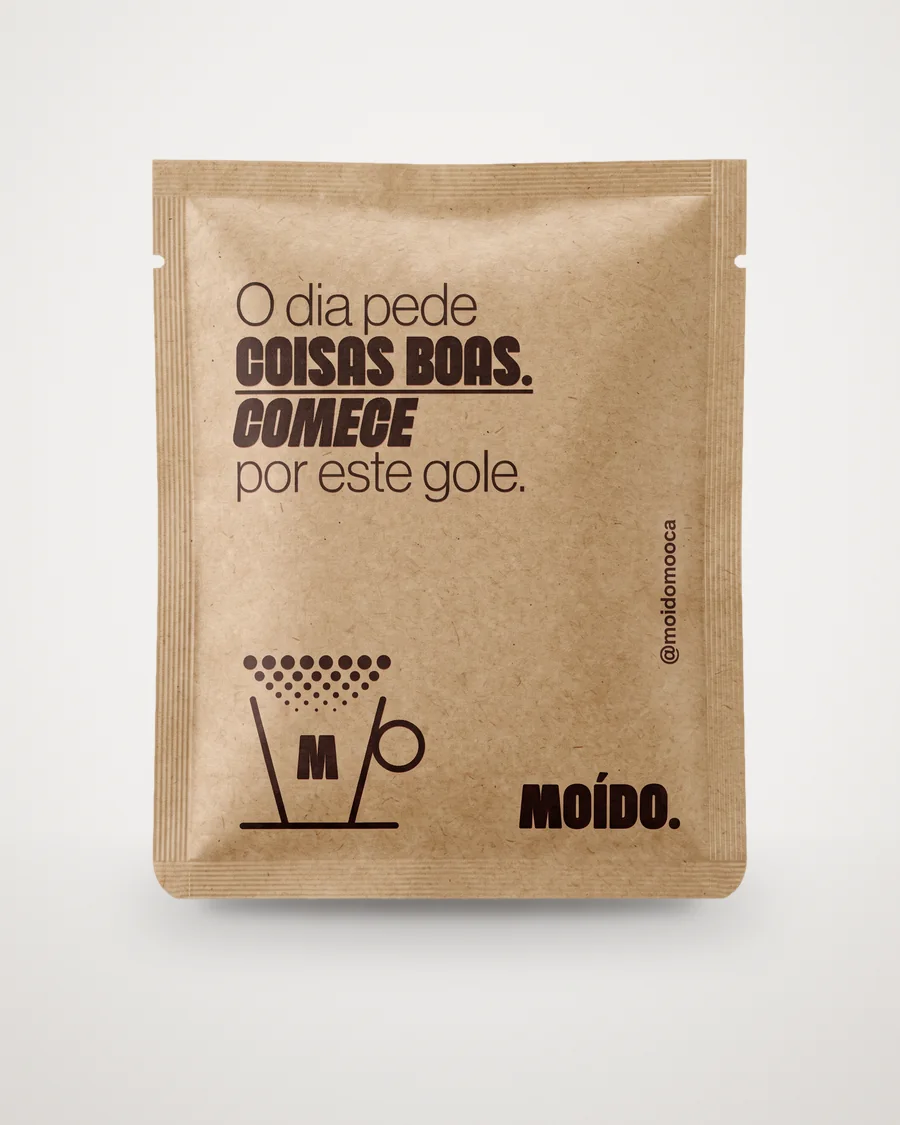 O dia pede
COISAS BOAS.
COMECE
por este gole.
@moidomooca
M
MOÍDO.